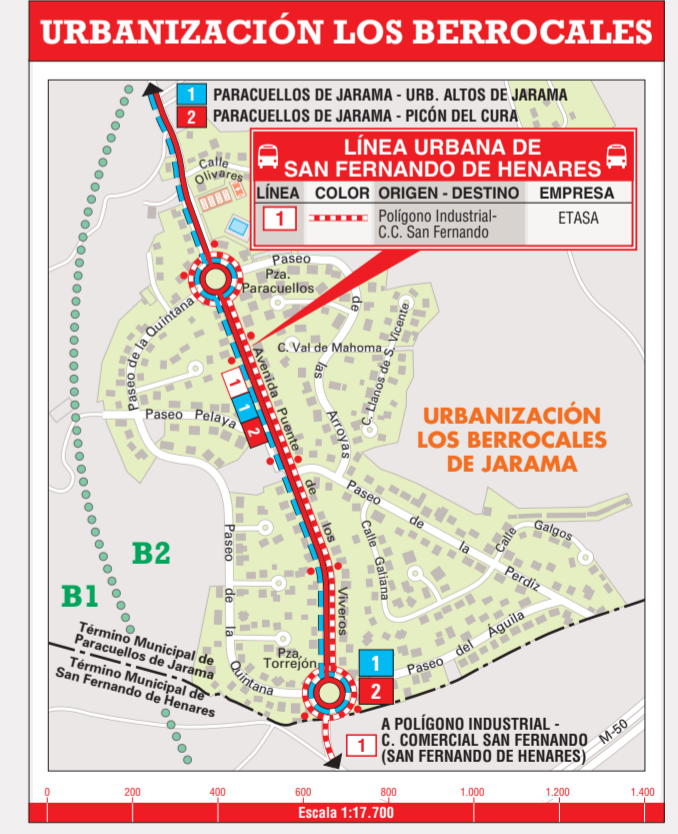 URBANIZACIÓN LOS BERROCALES
1 PARACUELLOS DE JARAMA - URB. ALTOS DE JARAMA
2 PARACUELLOS DE JARAMA - PICÓN DEL CURA
LÍNEA URBANA DE
SAN FERNANDO DE HENARES
LÍNEA COLOR ORIGEN - DESTINO EMPRESA
1 Polígono Industrial-
C.C. San Fernando
ETASA
Calle
Olivares
Paseo
de
las
Arroyas
Pza.
Paracuellos
Paseo de la Quintana
C. Val de Mahoma
C. Llanos de S. Vicente
Avenida Puente de los Viveros
1
1
2
Paseo Pelaya
URBANIZACIÓN
LOS BERROCALES
DE JARAMA
Paseo de la Perdiz
Calle Galiana
Calle Galgos
Paseo de la Quintana
B2
B1
Término Municipal de
Paracuellos de Jarama
Término Municipal de
San Fernando de Henares
Pza.
Torrejón
1
2
Paseo del Águila
1
A POLÍGONO INDUSTRIAL -
C. COMERCIAL SAN FERNANDO
(SAN FERNANDO DE HENARES)
M-50
0 200 400 600 800 1.000 1.200 1.400
Escala 1:17.700